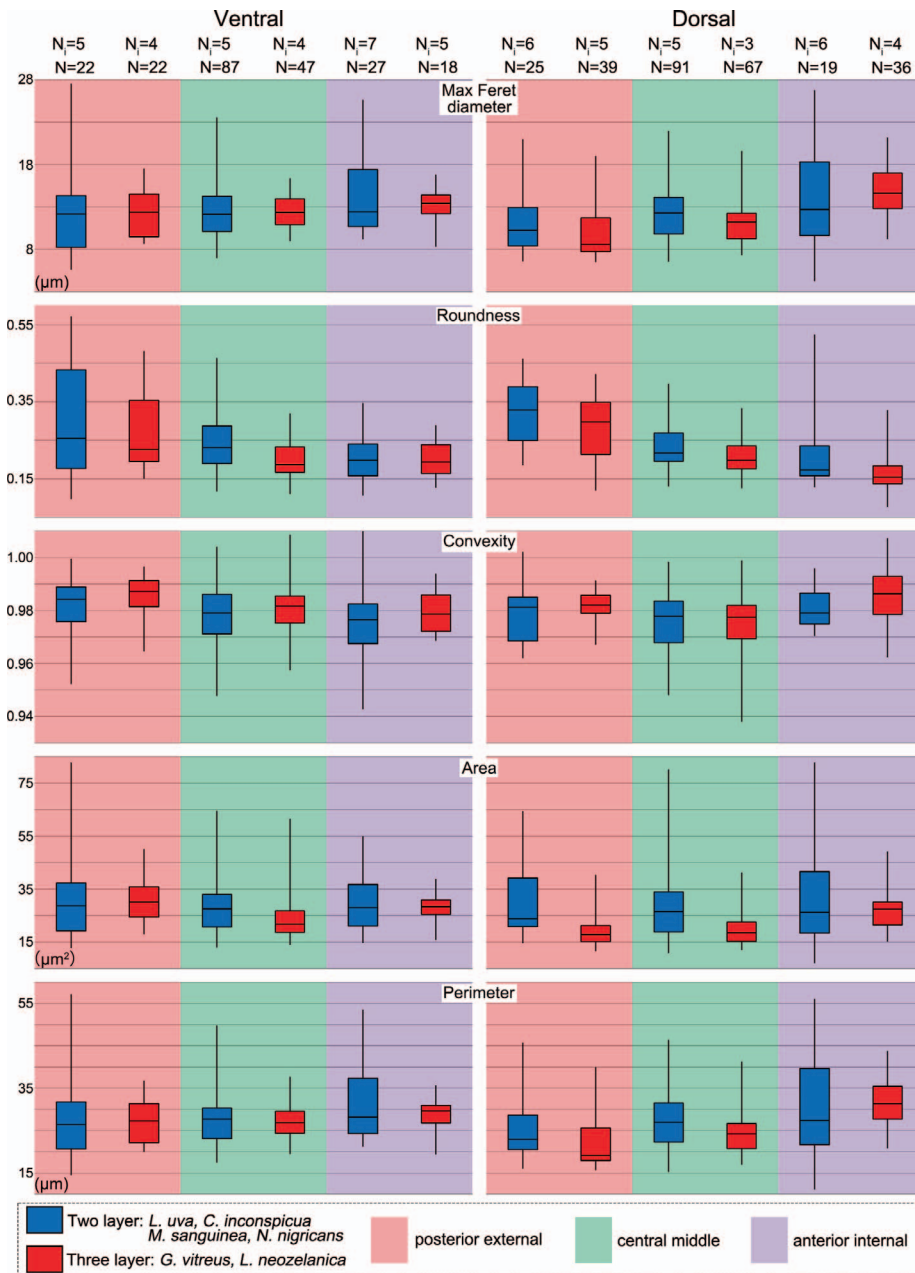 Ventral Dorsal
Nᵢ=5 Nᵢ=4 Nᵢ=5 Nᵢ=4 Nᵢ=7 Nᵢ=5 Nᵢ=6 Nᵢ=5 Nᵢ=5 Nᵢ=3 Nᵢ=6 Nᵢ=4
N=22 N=22 N=87 N=47 N=27 N=18 N=25 N=39 N=91 N=67 N=19 N=36
Max Feret
diameter
28
18
8
(µm)
Roundness
0.55
0.35
0.15
Convexity
1.00
0.98
0.96
0.94
Area
75
55
35
15
(µm²)
Perimeter
55
35
15
(µm)
Two layer: L. uva, C. inconspicua
M. sanguinea, N. nigricans
Three layer: G. vitreus, L. neozelanica
posterior external
central middle
anterior internal